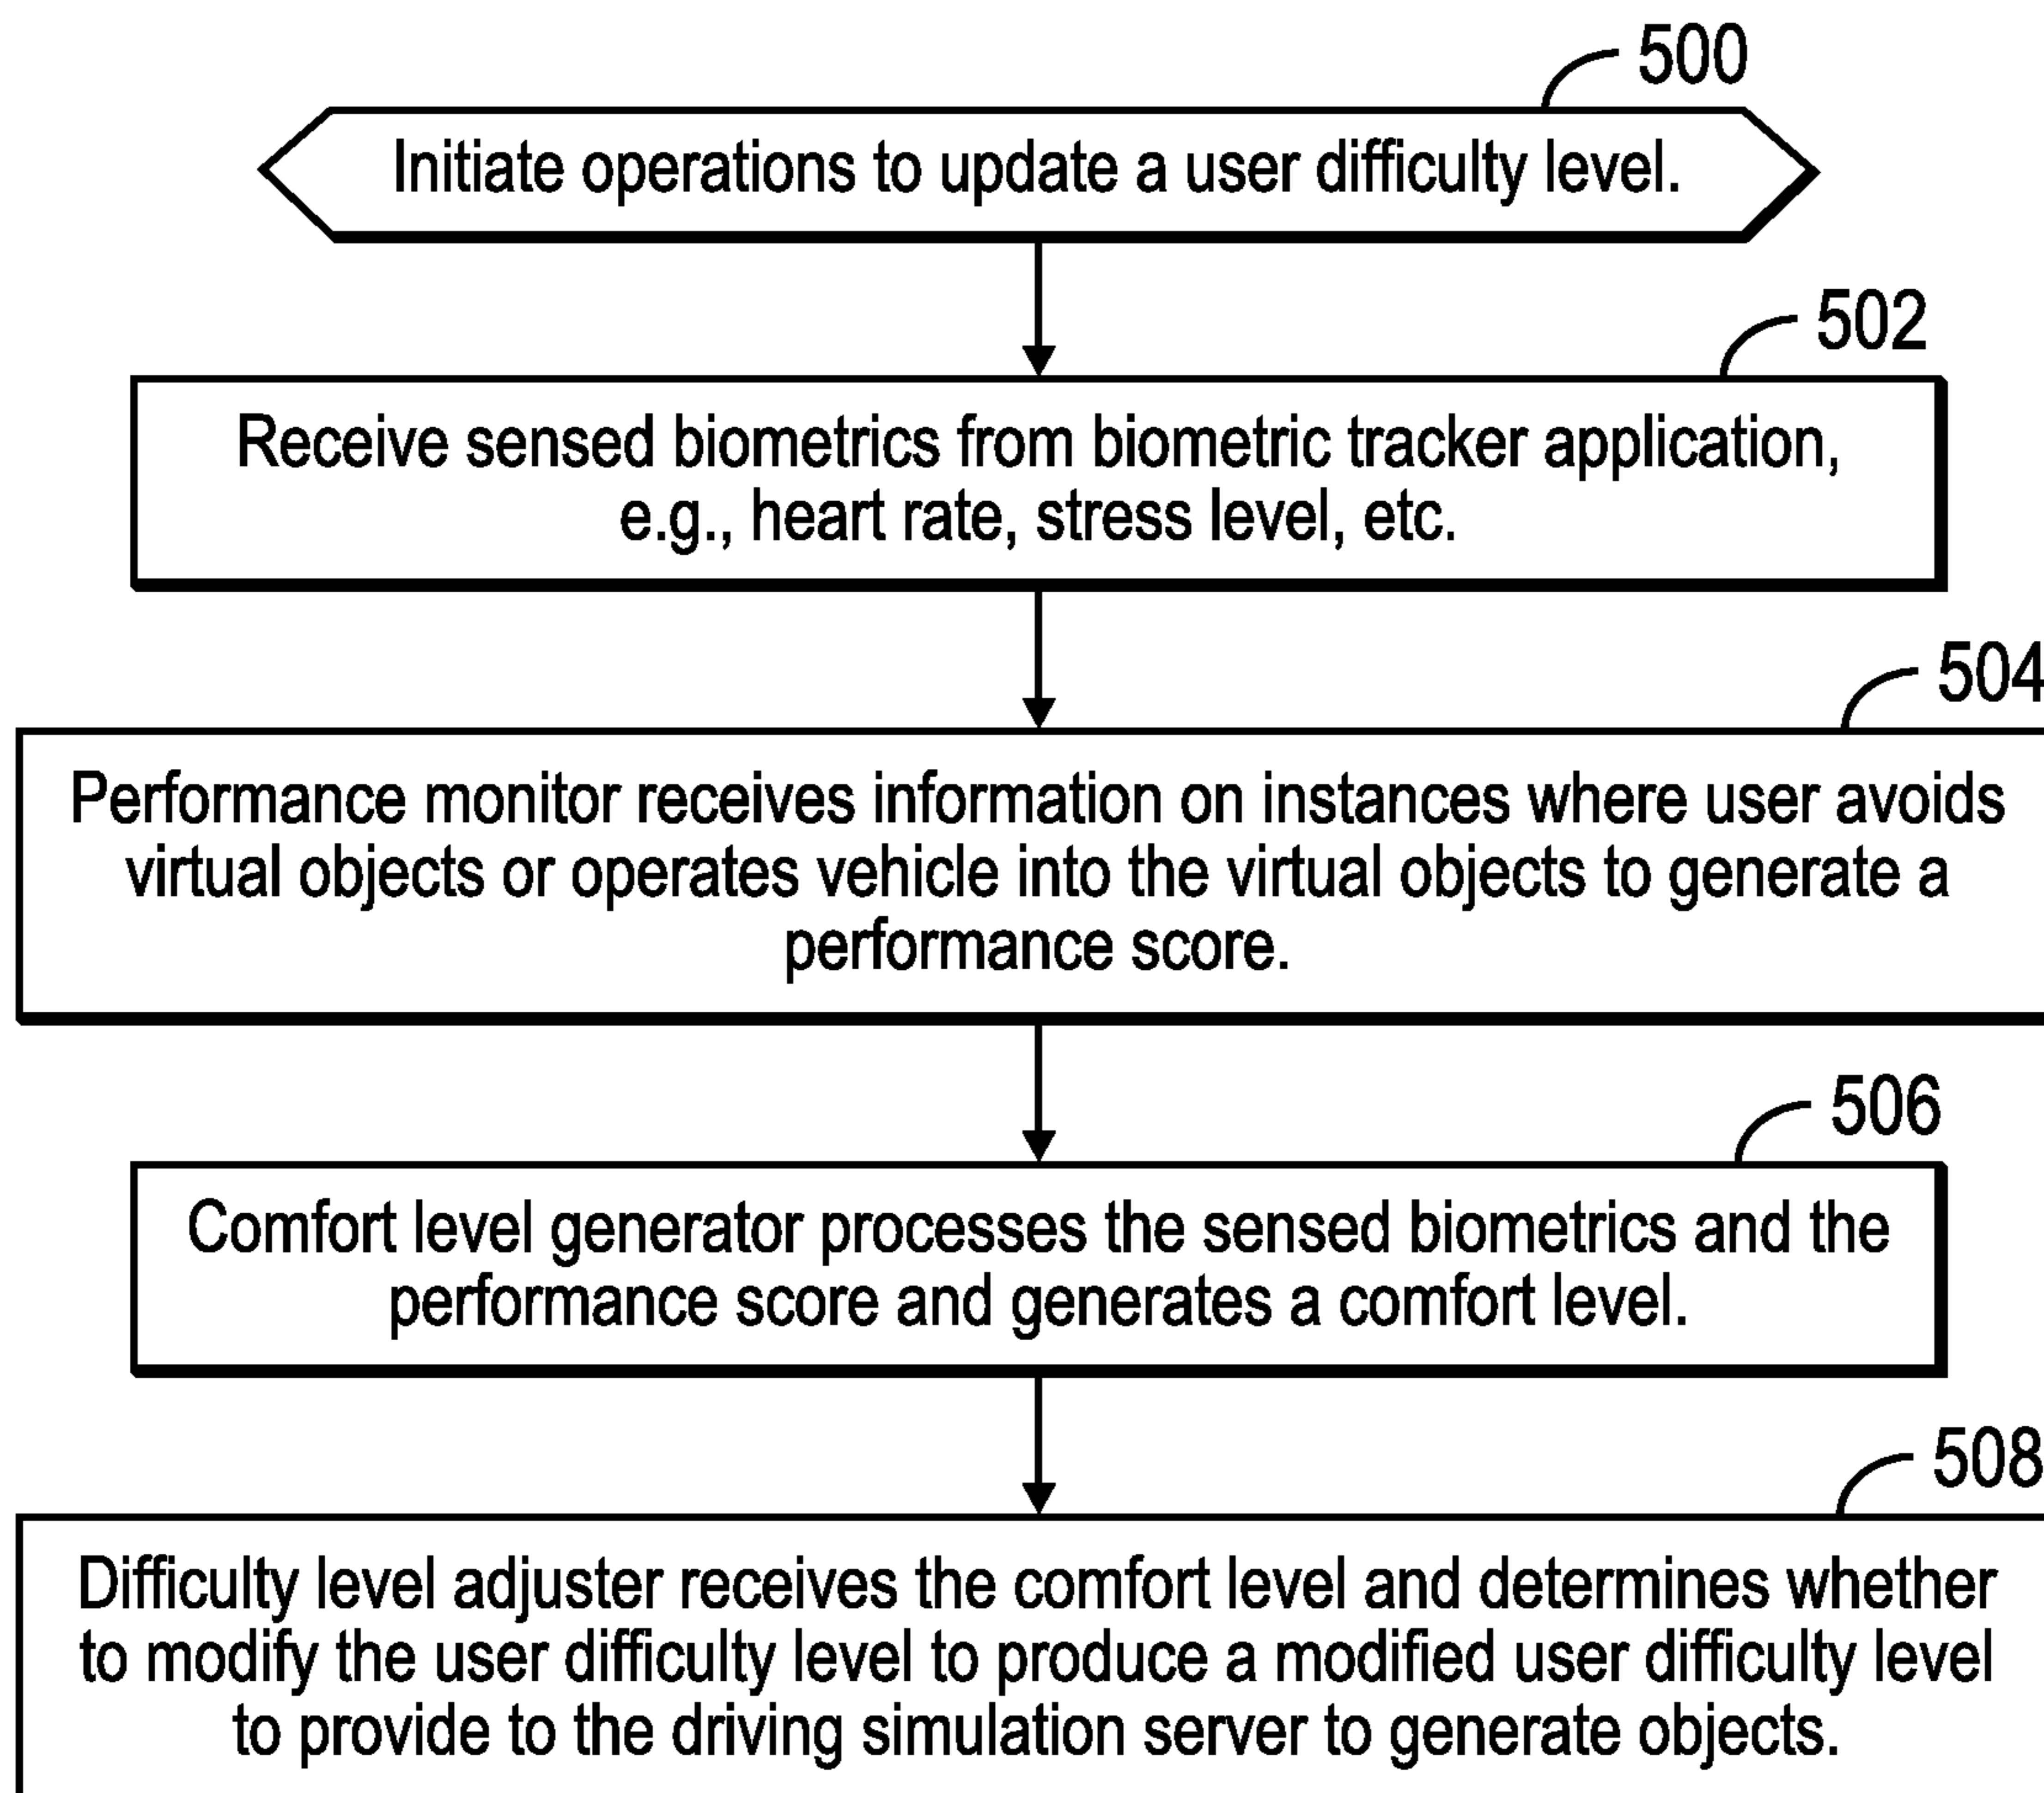 500
Initiate operations to update a user difficulty level.
502
Receive sensed biometrics from biometric tracker application,
e.g., heart rate, stress level, etc.
504
Performance monitor receives information on instances where user avoids
virtual objects or operates vehicle into the virtual objects to generate a
performance score.
506
Comfort level generator processes the sensed biometrics and the
performance score and generates a comfort level.
508
Difficulty level adjuster receives the comfort level and determines whether
to modify the user difficulty level to produce a modified user difficulty level
to provide to the driving simulation server to generate objects.